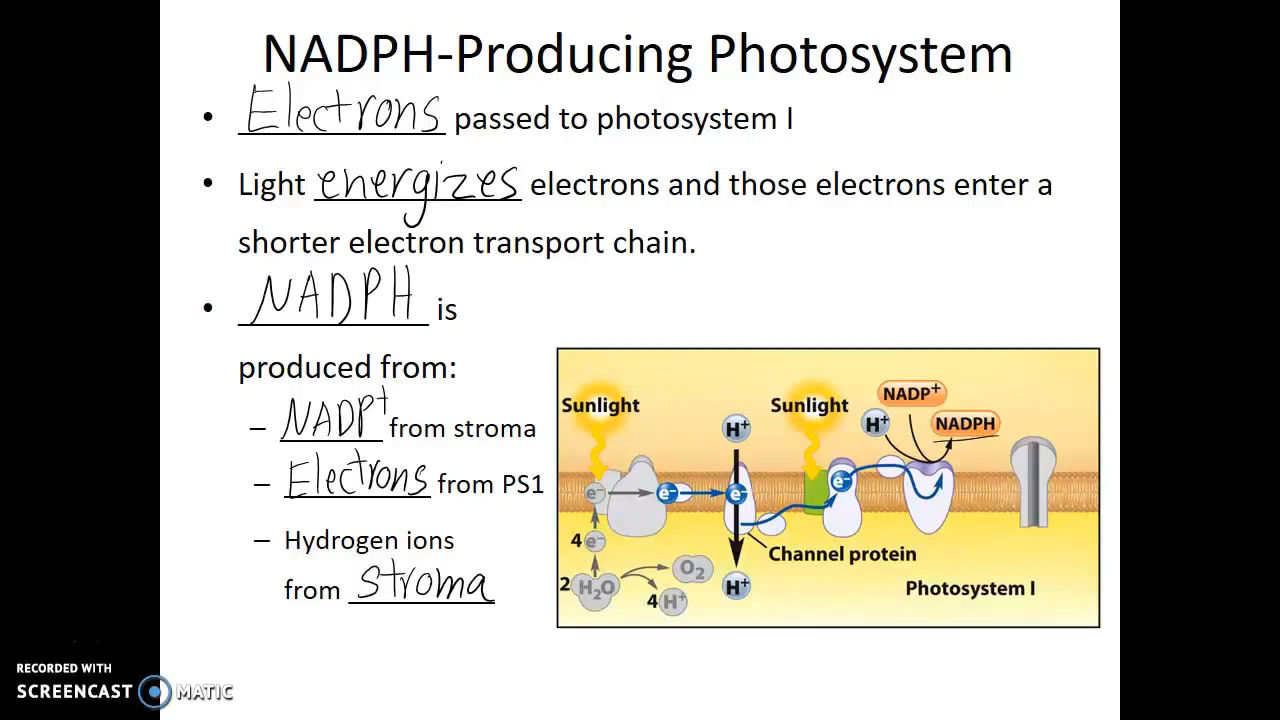 NADPH-Producing Photosystem
• Electrons passed to photosystem I
• Light energizes electrons and those electrons enter a
shorter electron transport chain.
• NADPH is
produced from:
– NADP⁺ from stroma
– Electrons from PS1
– Hydrogen ions
from stroma
Sunlight
H⁺
Sunlight
NADP⁺
H⁺
NADPH
e⁻
e⁻
e⁻
e⁻
4 e⁻
Channel protein
2 H₂O
O₂
4 H⁺
H⁺
Photosystem I
RECORDED WITH
SCREENCAST MATIC